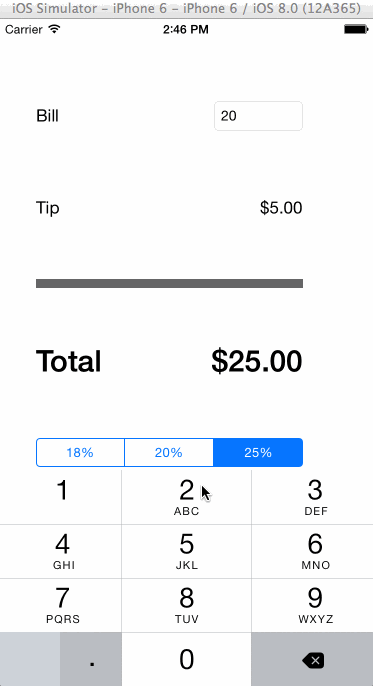 iOS Simulator - iPhone 6 - iPhone 6 / iOS 8.0 (12A365)
Carrier 2:46 PM
Bill 20
Tip $5.00
Total $25.00
18% 20% 25%
1 2 3
ABC DEF
4 5 6
GHI JKL MNO
7 8 9
PQRS TUV WXYZ
. 0